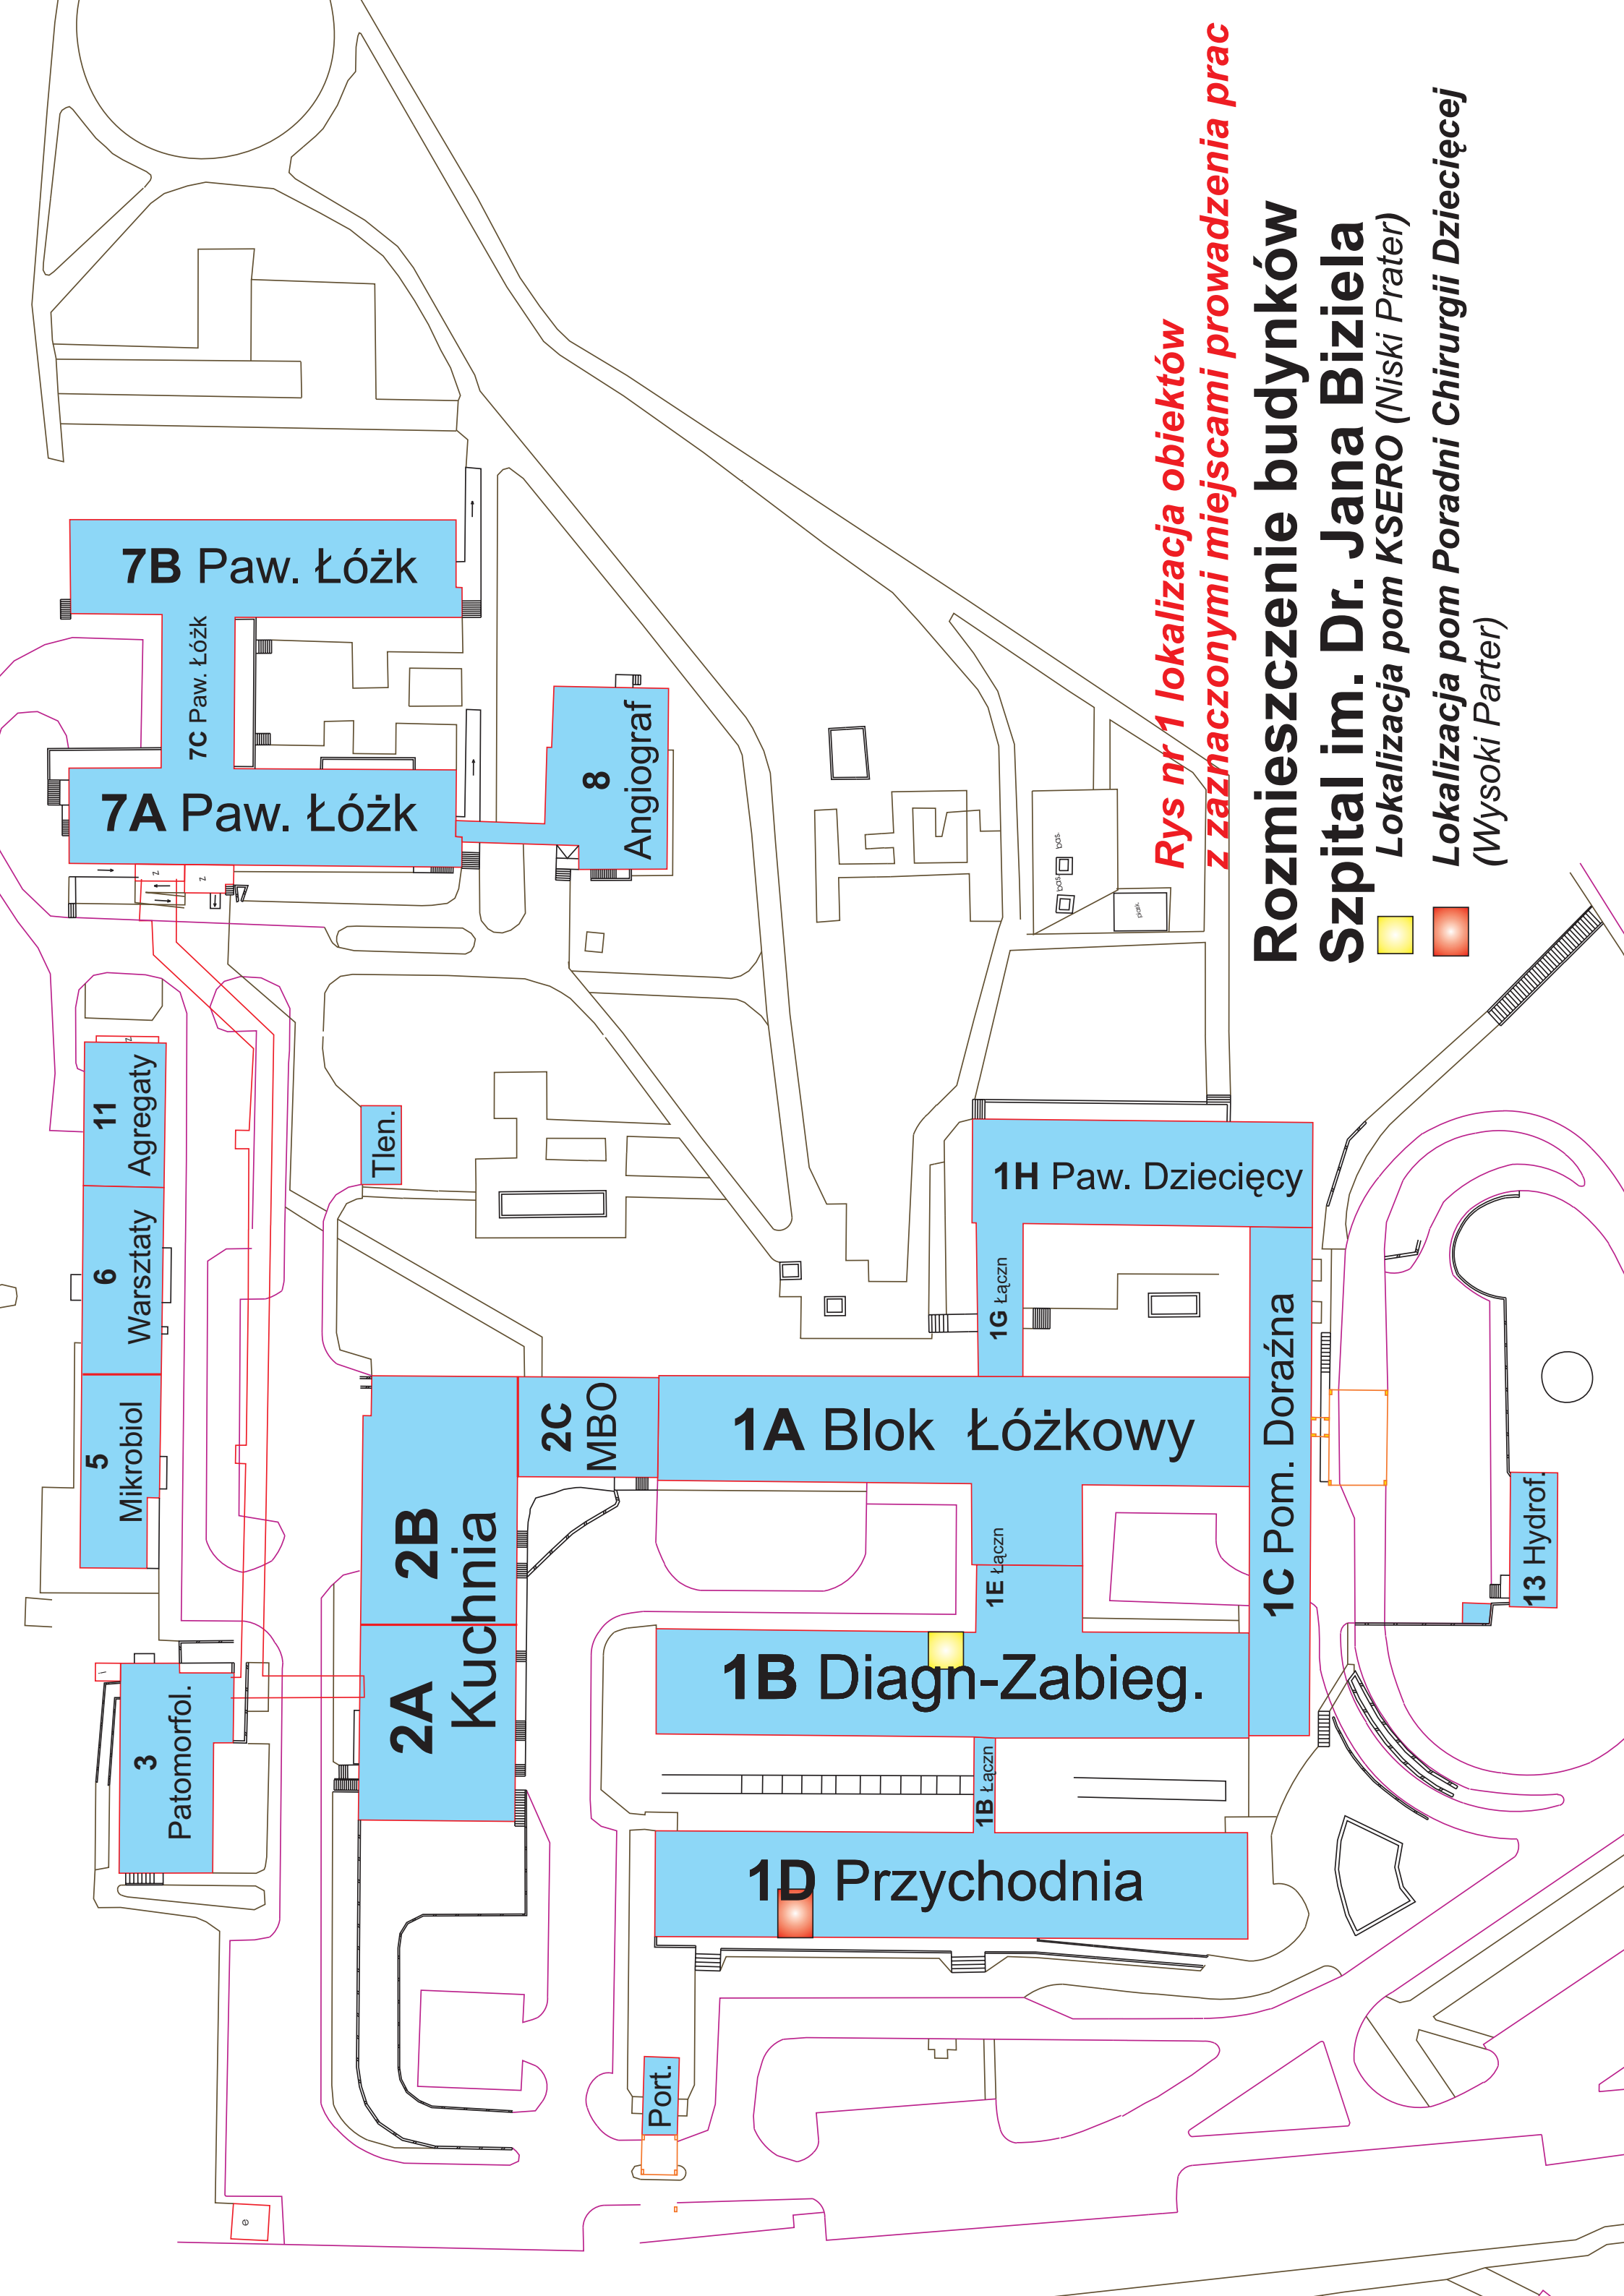 Rys nr 1 lokalizacja obiektów
z zaznaczonymi miejscami prowadzenia prac
Rozmieszczenie budynków
Szpital im. Dr. Jana Biziela
Lokalizacja pom KSERO (Niski Prater)
Lokalizacja pom Poradni Chirurgii Dziecięcej
(Wysoki Parter)
7B Paw. Łóżk
7C Paw. Łóżk
7A Paw. Łóżk
8
Angiograf
11
Agregaty
6
Warsztaty
5
Mikrobiol
3
Patomorfol.
Tlen.
2B
2A
Kuchnia
2C
MBO
1A Blok Łóżkowy
1H Paw. Dziecięcy
1G Łączn
1E Łączn
1C Pom. Doraźna
1B Diagn-Zabieg.
1B Łączn
1D Przychodnia
13 Hydrof.
Port.
bas.
bas.
piask.
z
z
z
e